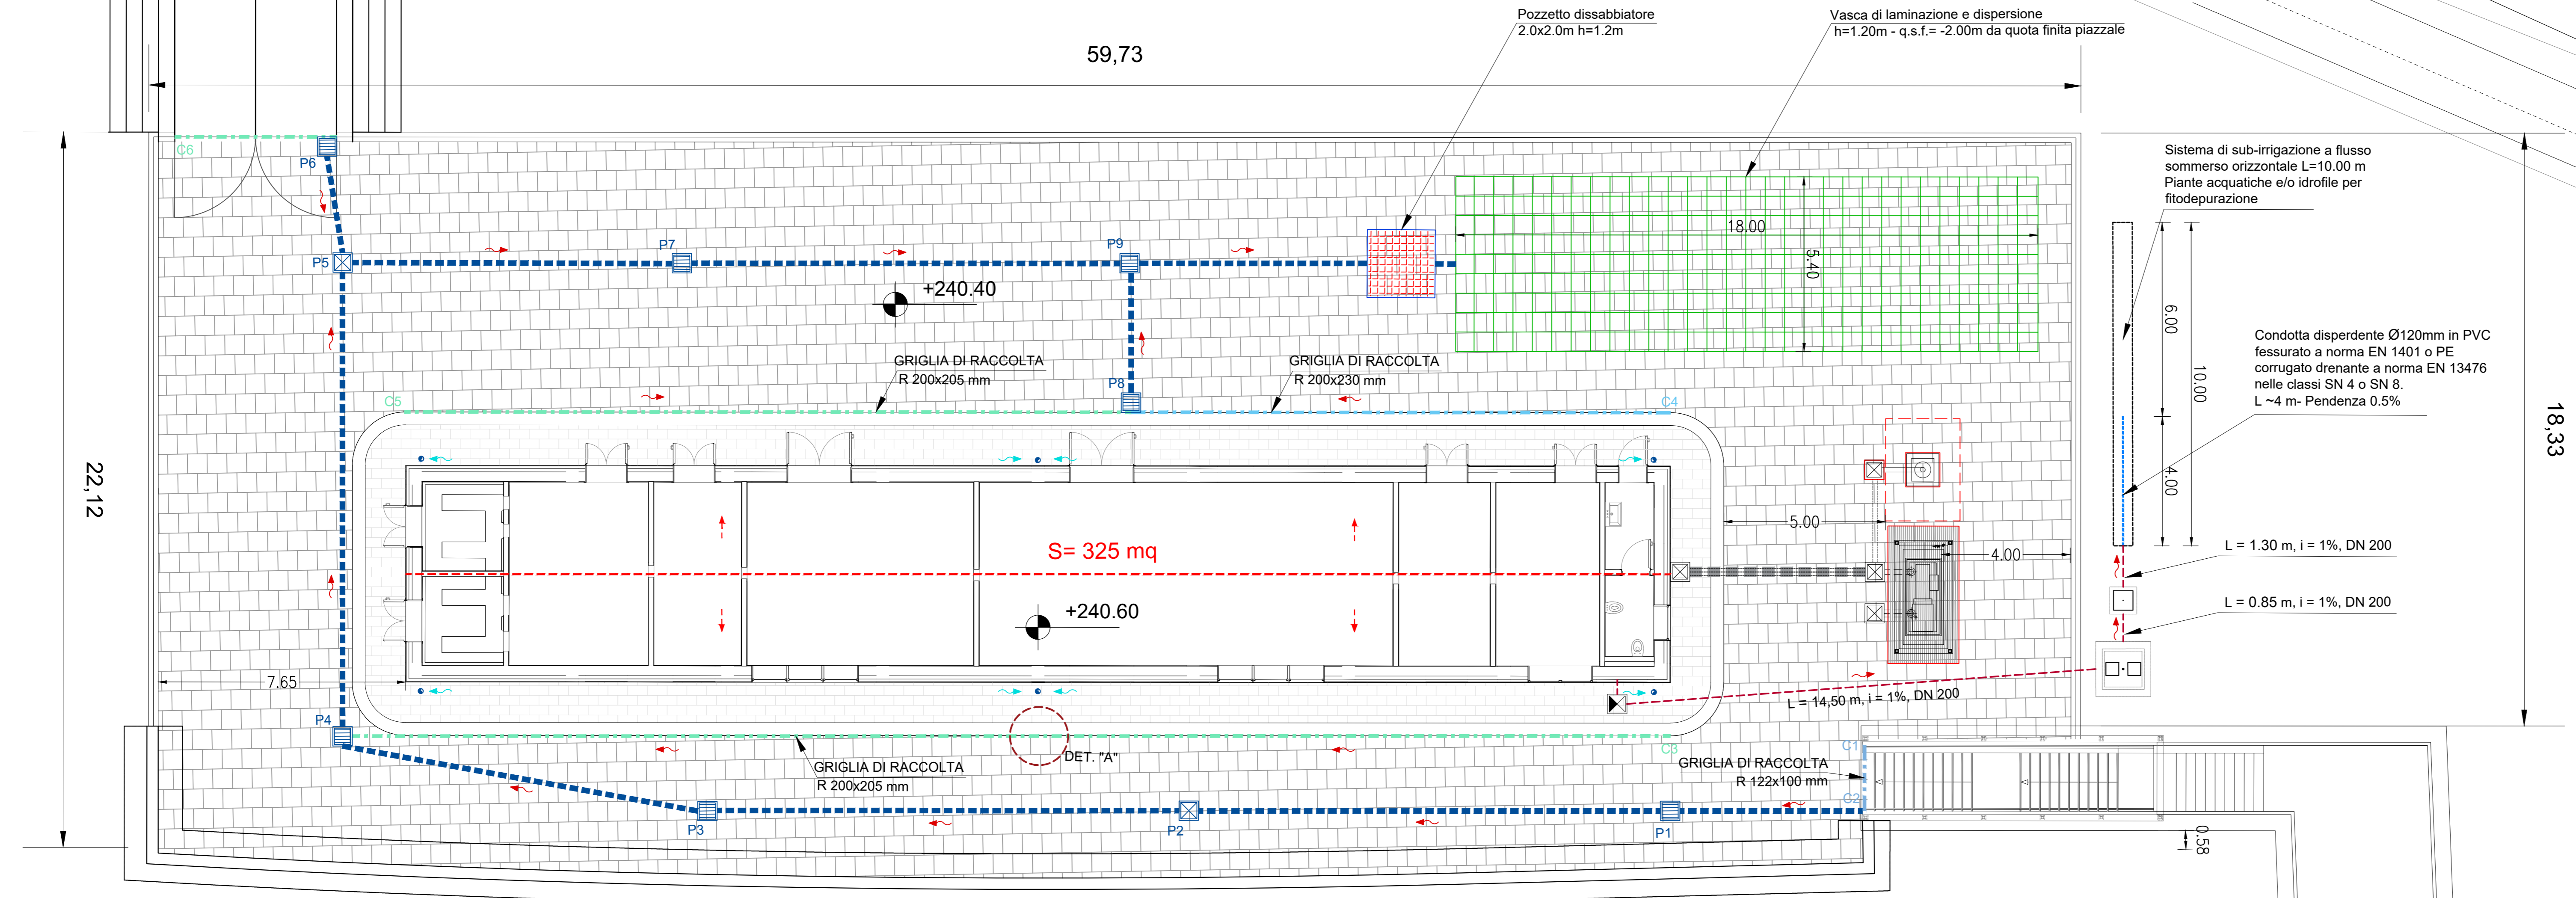 Pozzetto dissabbiatore
2.0x2.0m h=1.2m
Vasca di laminazione e dispersione
h=1.20m - q.s.f.= -2.00m da quota finita piazzale
59,73
Sistema di sub-irrigazione a flusso
sommerso orizzontale L=10.00 m
Piante acquatiche e/o idrofile per
fitodepurazione
C6
P6
P5
P7
P9
18.00
5.40
+240.40
6.00
10.00
4.00
Condotta disperdente Ø120mm in PVC
fessurato a norma EN 1401 o PE
corrugato drenante a norma EN 13476
nelle classi SN 4 o SN 8.
L ~4 m- Pendenza 0.5%
GRIGLIA DI RACCOLTA
R 200x205 mm
GRIGLIA DI RACCOLTA
R 200x230 mm
P8
C5
C4
18,33
22,12
5.00
4.00
S= 325 mq
+240.60
L = 1.30 m, i = 1%, DN 200
L = 0.85 m, i = 1%, DN 200
7.65
L = 14,50 m, i = 1%, DN 200
P4
C3
C1
DET. "A"
GRIGLIA DI RACCOLTA
R 200x205 mm
GRIGLIA DI RACCOLTA
R 122x100 mm
C2
P3
P2
P1
0.58